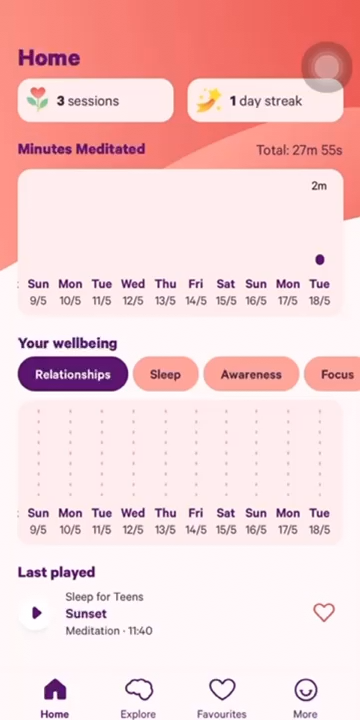 Home
3 sessions
1 day streak
Minutes Meditated
Total: 27m 55s
2m
Sun Mon Tue Wed Thu Fri Sat Sun Mon Tue
9/5 10/5 11/5 12/5 13/5 14/5 15/5 16/5 17/5 18/5
Your wellbeing
Relationships Sleep Awareness Focus
Sun Mon Tue Wed Thu Fri Sat Sun Mon Tue
9/5 10/5 11/5 12/5 13/5 14/5 15/5 16/5 17/5 18/5
Last played
Sleep for Teens
Sunset
Meditation · 11:40
Home Explore Favourites More